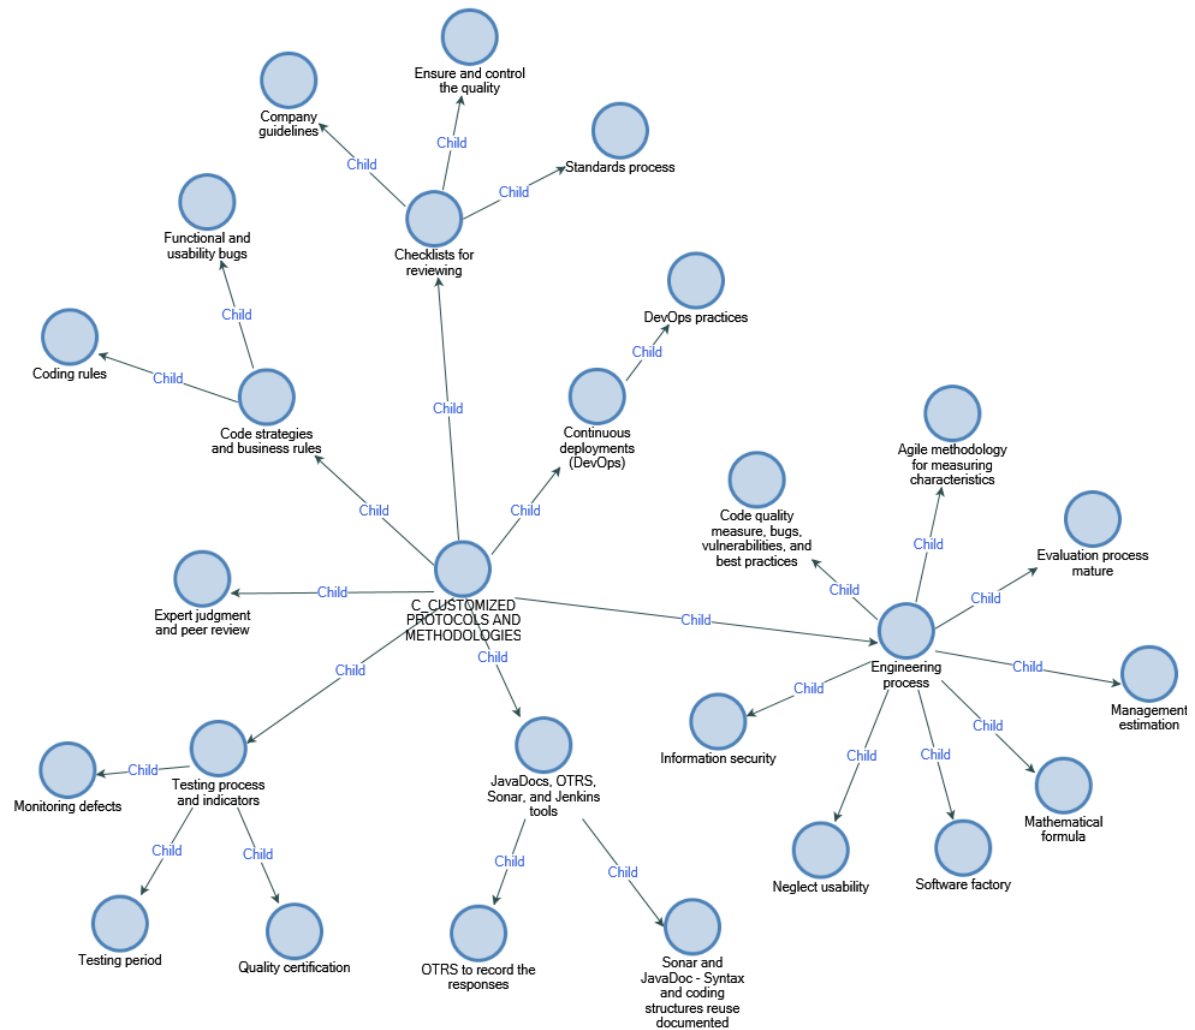 Ensure and control
the quality
Company
guidelines
Child
Child
Standards process
Child
Functional and
usability bugs
Checklists for
reviewing
Child
DevOps practices
Child
Coding rules
Child
Child
Code strategies
and business rules
Continuous
deployments
(DevOps)
Agile methodology
for measuring
characteristics
Child
Child
Code quality
measure, bugs,
vulnerabilities, and
best practices
Child
Evaluation process
mature
Child
Child
Child
Expert judgment
and peer review
C_CUSTOMIZED
PROTOCOLS AND
METHODOLOGIES
Child
Child
Child
Engineering
process
Child
Child
Child
Management
estimation
Information security
Child
Child
Child
Monitoring defects
Child
Testing process
and indicators
JavaDocs, OTRS,
Sonar, and Jenkins
tools
Mathematical
formula
Neglect usability
Software factory
Child
Child
Child
Child
Testing period
Quality certification
OTRS to record the
responses
Sonar and
JavaDoc - Syntax
and coding
structures reuse
documented